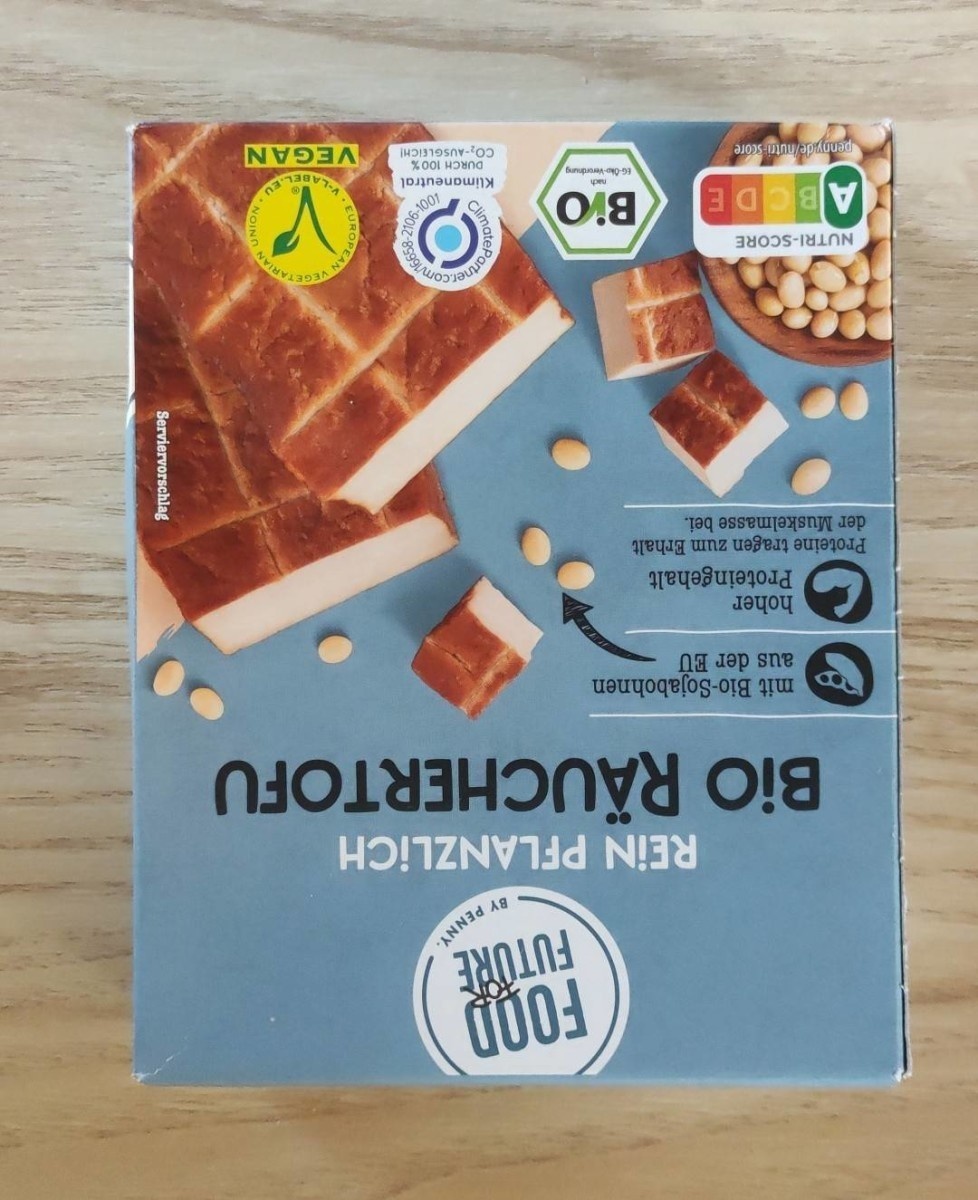 FOOD
FOR
FUTURE
BY PENNY.
REiN PFLANZLiCH
BiO RÄUCHERTOFU
mit Bio-Sojabohnen
aus der EU
hoher
Proteingehalt
Proteine tragen zum Erhalt
der Muskelmasse bei.
Serviervorschlag
NUTRI-SCORE
A B C D E
penny.de/nutri-score
BiO
nach
EG-Öko-Verordnung
ClimatePartner.com/16658-2106-1001
Klimaneutral
DURCH 100%
CO₂-AUSGLEICH
EUROPEAN VEGETARIAN UNION • V-LABEL.EU •
®
VEGAN